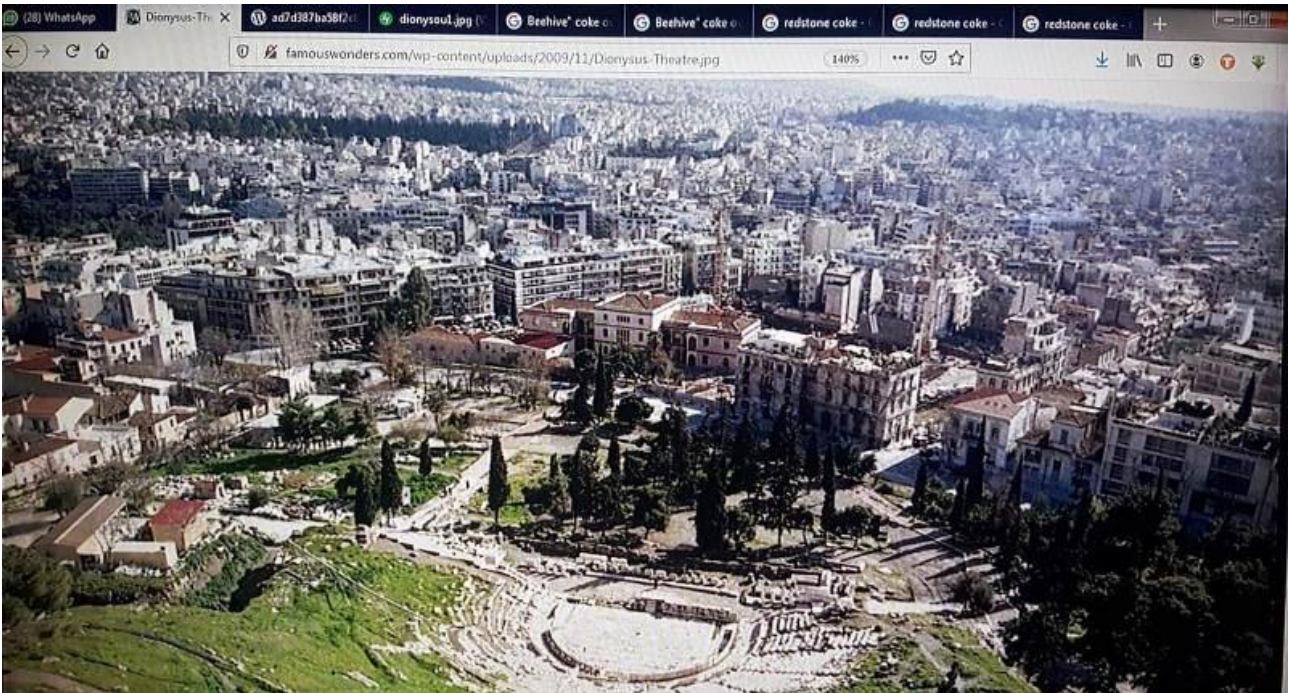 (28) WhatsApp
Dionysus-Th
dionysou1.jpg (
Beehive" coke o
Beehive" coke o
redstone coke -
redstone coke -
redstone coke -
famouswonders.com/wp-content/uploads/2009/11/Dionysus-Theatre.jpg
140%